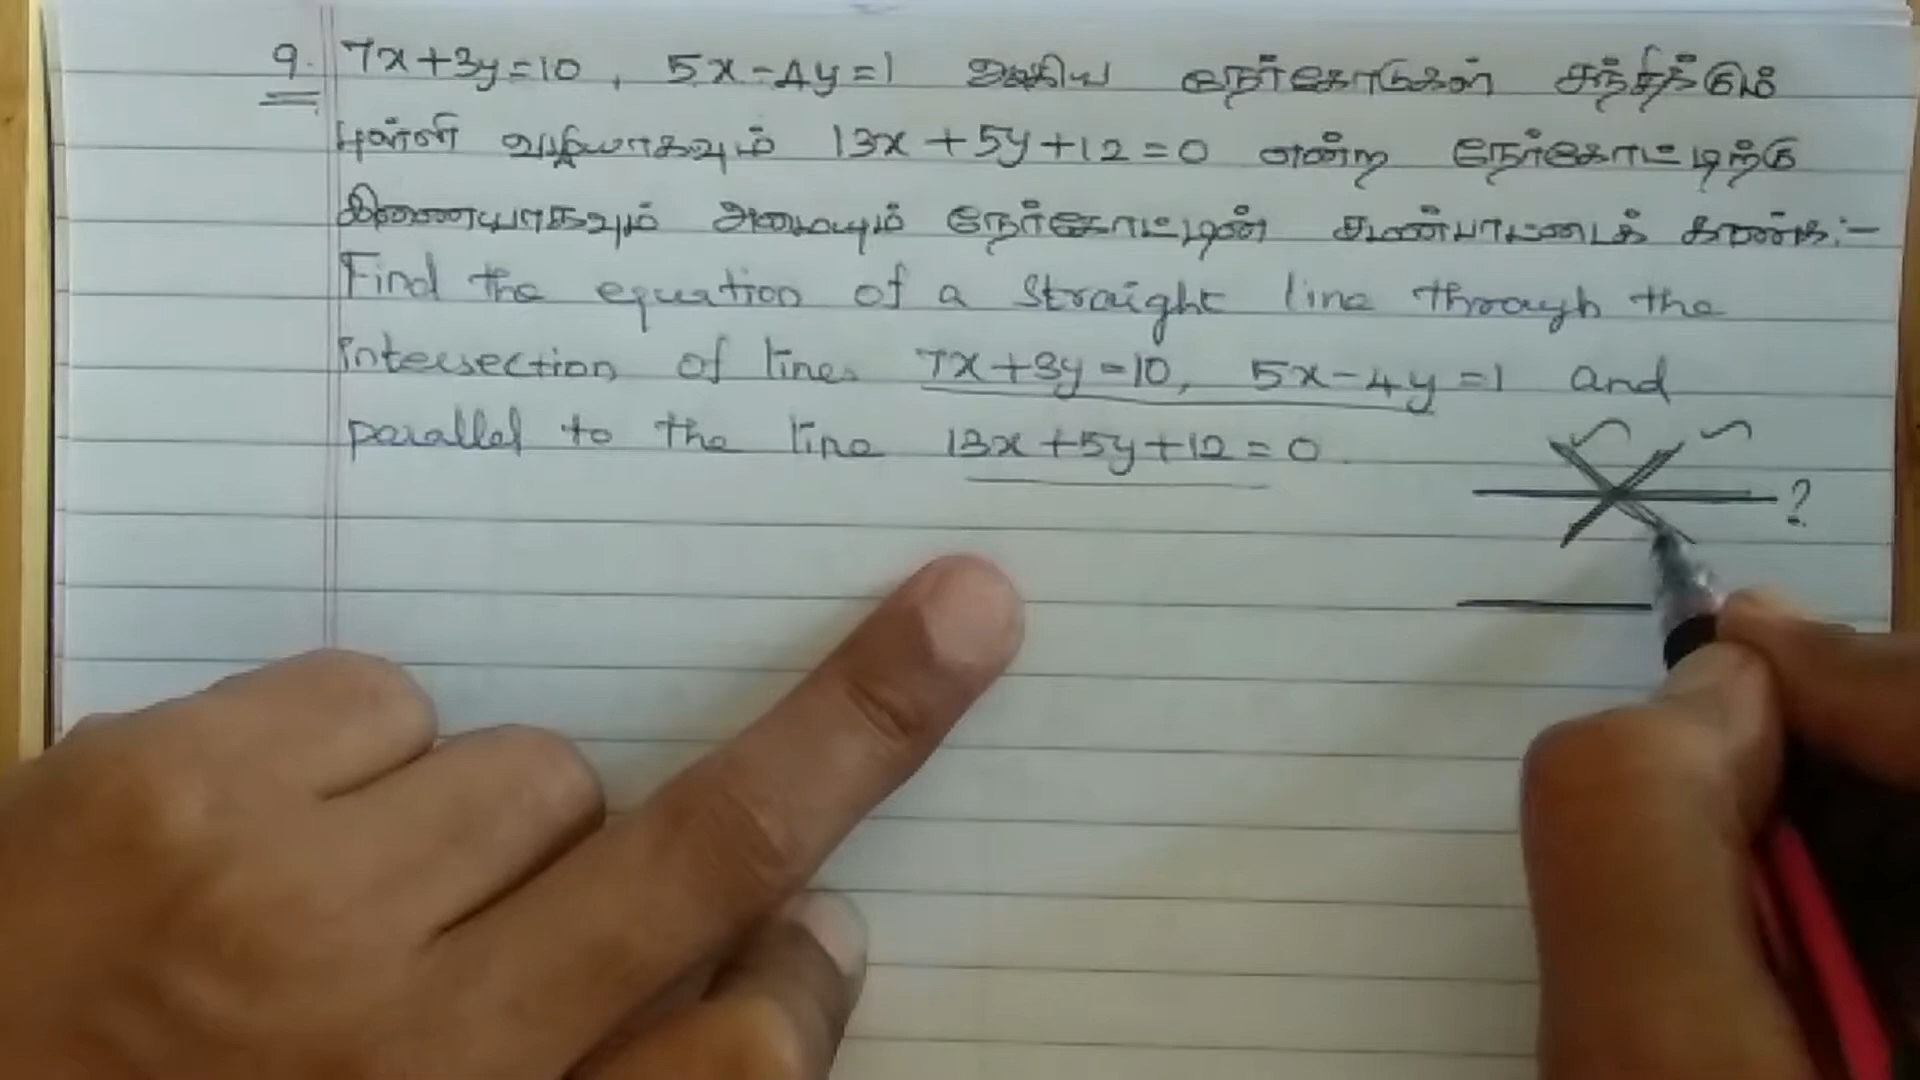 9. 7x+3y=10, 5x-4y=1 ஆகிய நேர்கோடுகள் சந்திக்கும்
புள்ளி வழியாகவும் 13x+5y+12=0 என்ற நேர்கோட்டிற்கு
இணையாகவும் அமையும் நேர்கோட்டின் சமன்பாட்டைக் காண்க:-
Find the equation of a straight line through the
intersection of lines 7x+3y=10, 5x-4y=1 and
parallel to the line 13x+5y+12=0.
?